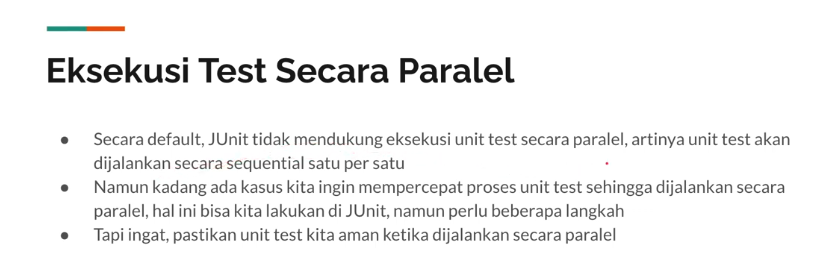 Eksekusi Test Secara Paralel
● Secara default, JUnit tidak mendukung eksekusi unit test secara paralel, artinya unit test akan
dijalankan secara sequential satu per satu
● Namun kadang ada kasus kita ingin mempercepat proses unit test sehingga dijalankan secara
paralel, hal ini bisa kita lakukan di JUnit, namun perlu beberapa langkah
● Tapi ingat, pastikan unit test kita aman ketika dijalankan secara paralel